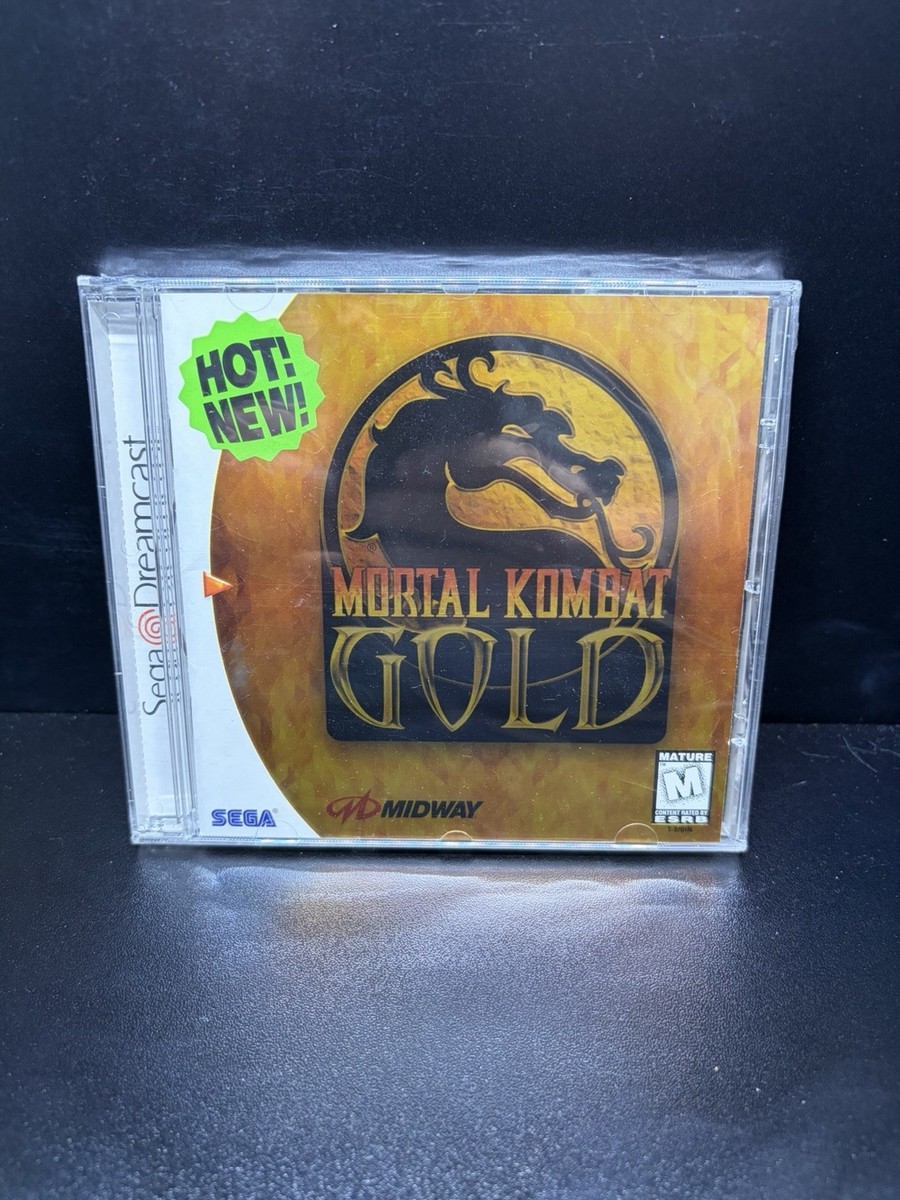 HOT!
NEW!
Sega Dreamcast
®
MORTAL KOMBAT
GOLD
SEGA®
MIDWAY
MATURE
M
CONTENT RATED BY
ESRB